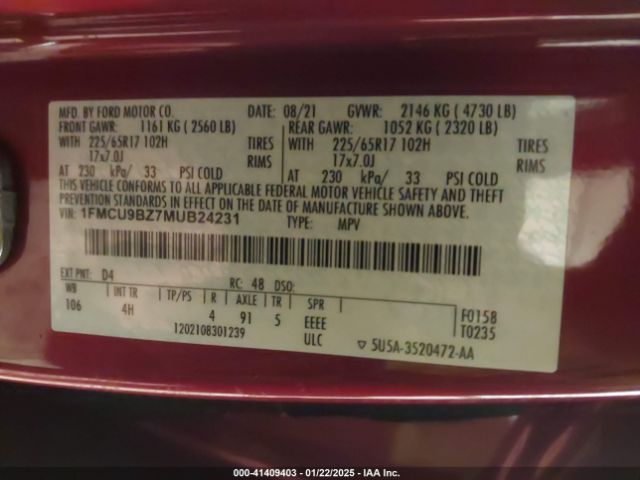 MFD. BY FORD MOTOR CO. DATE: 08/21 GVWR: 2146 KG ( 4730 LB)
FRONT GAWR: 1161 KG ( 2560 LB) REAR GAWR: 1052 KG ( 2320 LB)
WITH 225/65R17 102H TIRES WITH 225/65R17 102H TIRES
17x7.0J RIMS 17x7.0J RIMS
AT 230 kPa/ 33 PSI COLD AT 230 kPa/ 33 PSI COLD
THIS VEHICLE CONFORMS TO ALL APPLICABLE FEDERAL MOTOR VEHICLE SAFETY AND THEFT
PREVENTION STANDARDS IN EFFECT ON THE DATE OF MANUFACTURE SHOWN ABOVE.
VIN: 1FMCU9BZ7MUB24231 TYPE: MPV
EXT PNT: D4 RC: 48 DSO:
WB INT TR TP/PS R AXLE TR SPR
106 4H 4 91 5 EEEE F0158
1202108301239 ULC T0235
▽ 5U5A-3520472-AA
000-41409403 - 01/22/2025 - IAAI Inc.